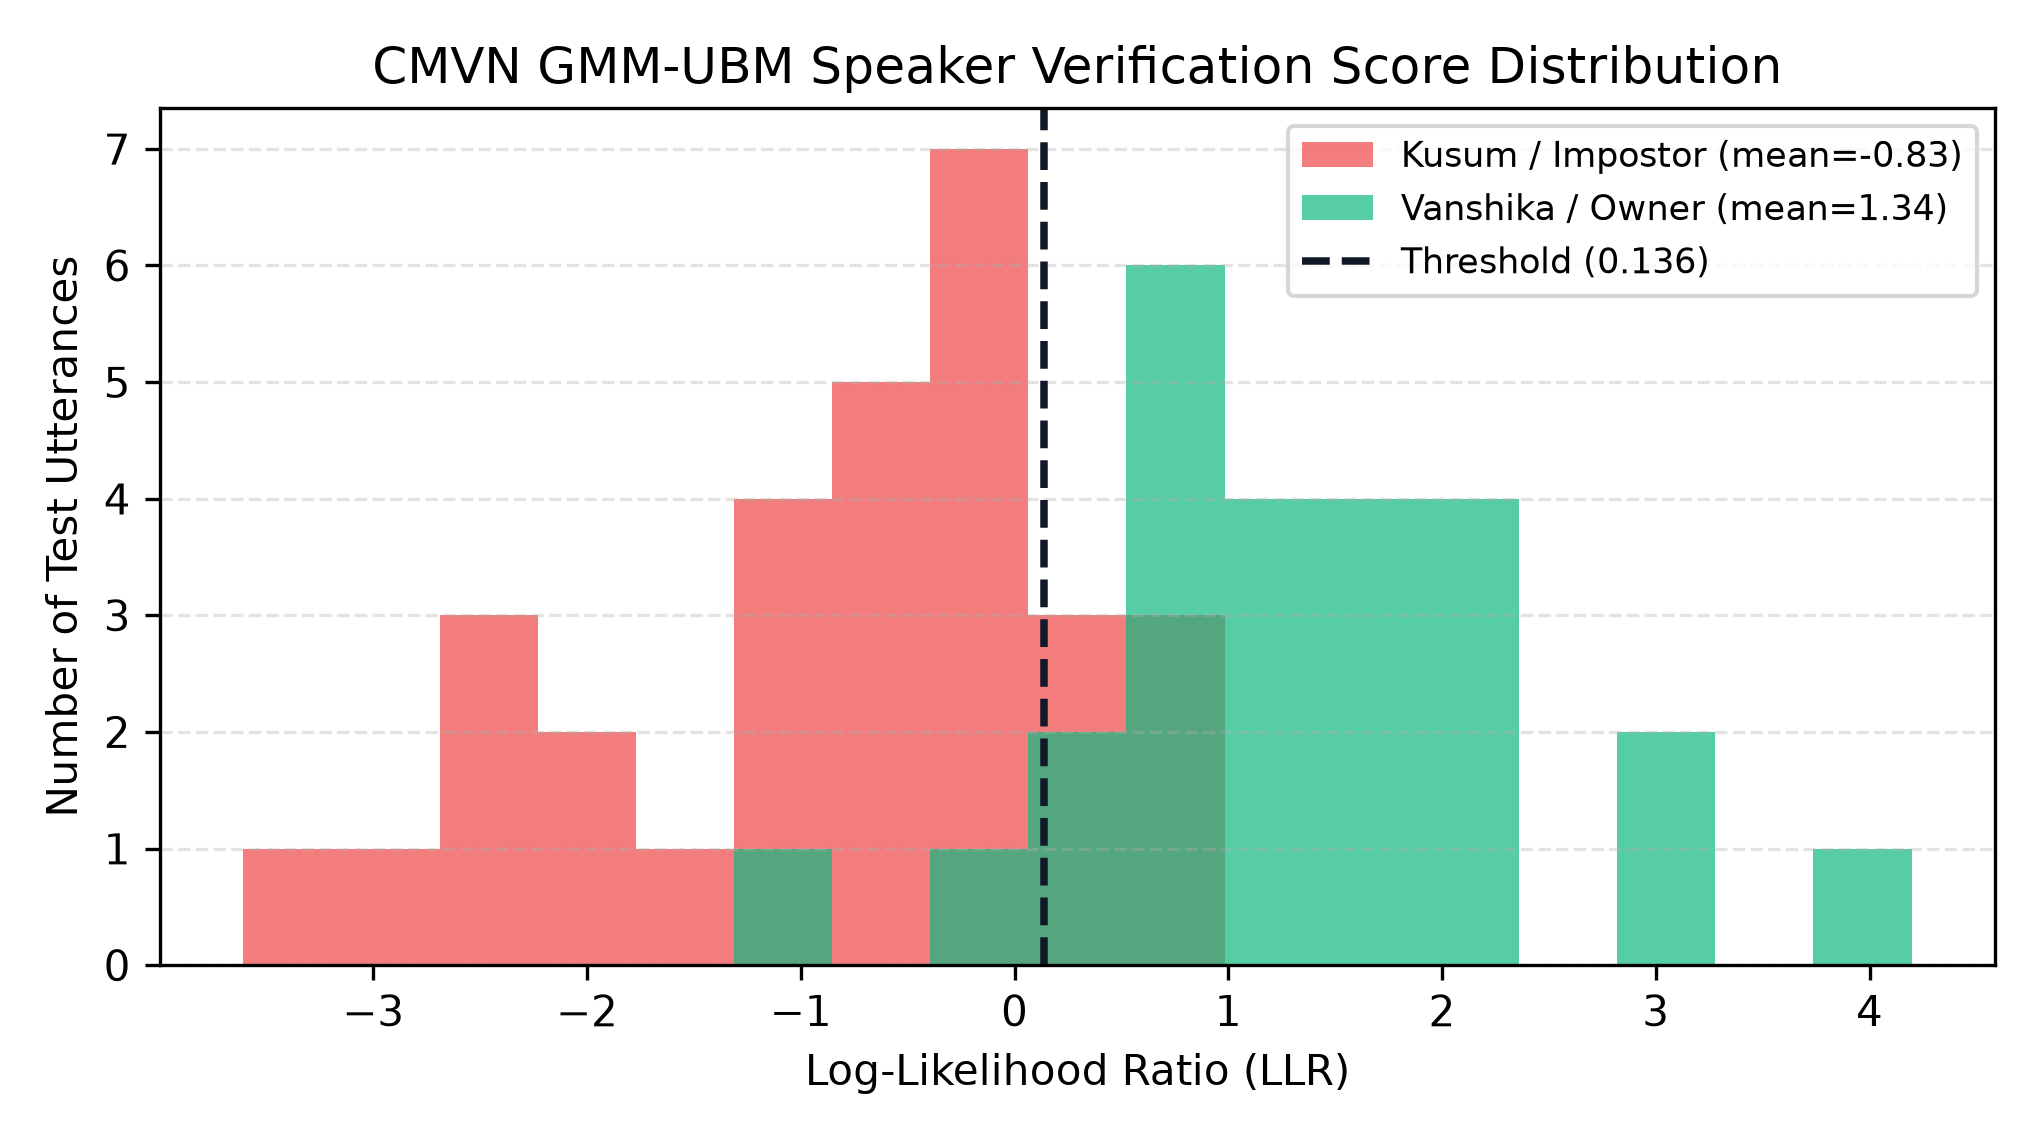 CMVN GMM-UBM Speaker Verification Score Distribution
Kusum / Impostor (mean=-0.83)
Vanshika / Owner (mean=1.34)
Threshold (0.136)
Number of Test Utterances
7
6
5
4
3
2
1
0
−3 −2 −1 0 1 2 3 4
Log-Likelihood Ratio (LLR)